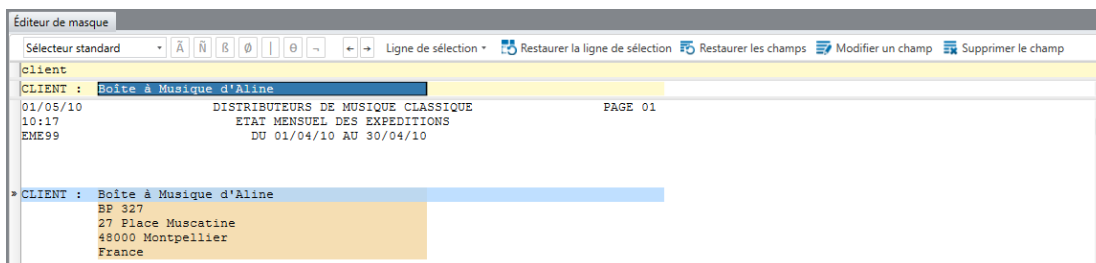 Éditeur de masque
Sélecteur standard Ã Ñ ß Ø | Θ ¬ ← → Ligne de sélection Restaurer la ligne de sélection Restaurer les champs Modifier un champ Supprimer le champ
client
CLIENT : Boîte à Musique d'Aline
01/05/10 DISTRIBUTEURS DE MUSIQUE CLASSIQUE PAGE 01
10:17 ETAT MENSUEL DES EXPEDITIONS
EME99 DU 01/04/10 AU 30/04/10
» CLIENT : Boîte à Musique d'Aline
BP 327
27 Place Muscatine
48000 Montpellier
France